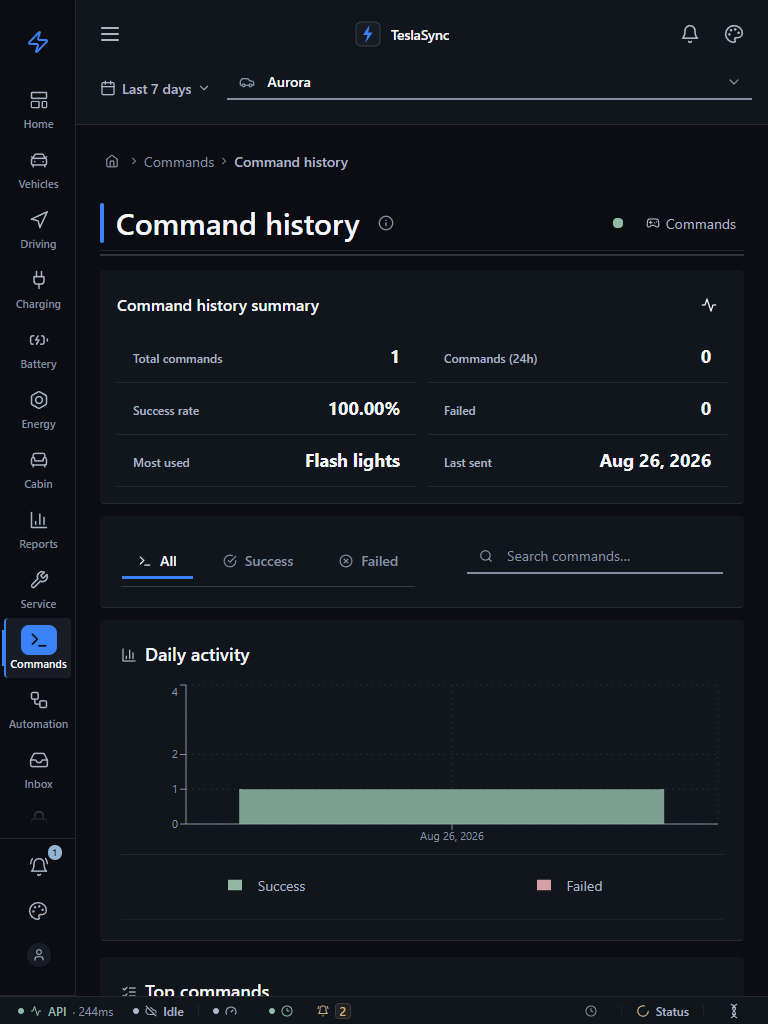 TeslaSync
Last 7 days
Aurora
Home
Vehicles
Driving
Charging
Battery
Energy
Cabin
Reports
Service
Commands
Automation
Inbox
1
Commands
Command history
Command history
Commands
Command history summary
Total commands 1
Commands (24h) 0
Success rate 100.00%
Failed 0
Most used Flash lights
Last sent Aug 26, 2026
All
Success
Failed
Search commands...
Daily activity
4
2
1
0
Aug 26, 2026
Success
Failed
Top commands
API · 244ms
Idle
2
Status